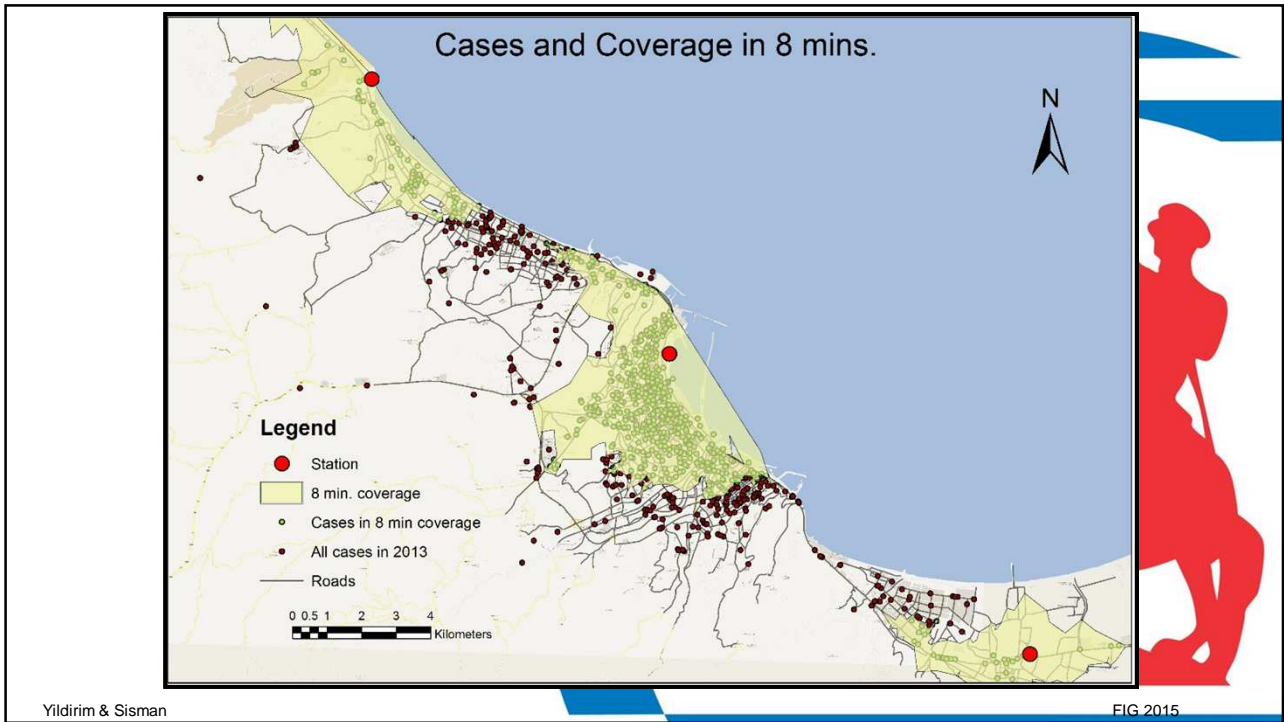 Cases and Coverage in 8 mins.
N
Legend
Station
8 min. coverage
Cases in 8 min coverage
All cases in 2013
Roads
0 0.5 1 2 3 4
Kilometers
Yildirim & Sisman
FIG 2015